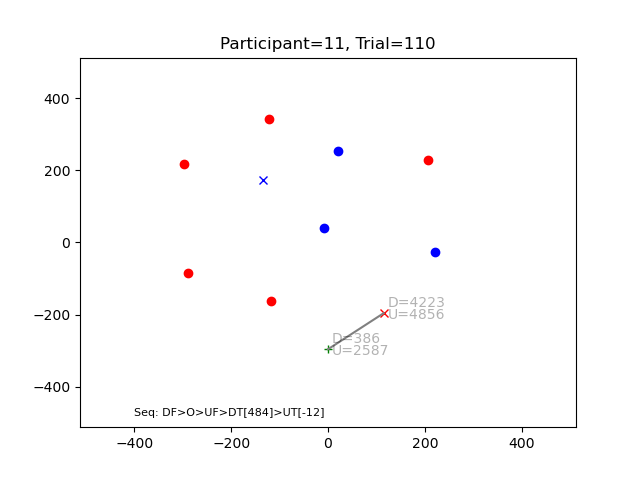 Participant=11, Trial=110
400
200
0
−200
−400
D=4223
U=4856
D=386
U=2587
Seq: DF>O>UF>DT[484]>UT[-12]
−400
−200
0
200
400